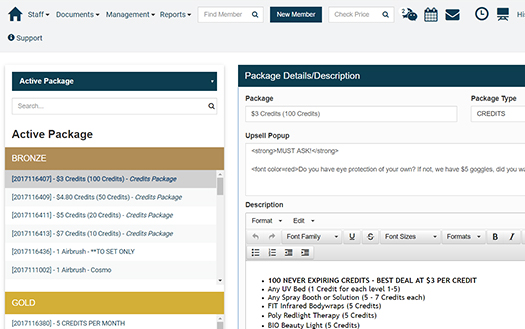 Staff Documents Management Reports Find Member New Member Check Price 2 His
Support
Active Package
Search...
Active Package
BRONZE
[2017116407] - $3 Credits (100 Credits) - Credits Package
[2017116409] - $4.80 Credits (50 Credits) - Credits Package
[2017116411] - $5 Credits (20 Credits) - Credits Package
[2017116413] - $7 Credits (10 Credits) - Credits Package
[2017116436] - 1 Airbrush - **TO SET ONLY
[2017111002] - 1 Airbrush - Cosmo
GOLD
[2017116380] - 5 CREDITS PER MONTH
Package Details/Description
Package Package Type
$3 Credits (100 Credits) CREDITS
Upsell Popup
<strong>MUST ASK!</strong>
<font color=red>Do you have eye protection of your own? If not, we have $5 goggles, did you wa
Description
Format Edit
Font Family U S Font Sizes Formats B I
• 100 NEVER EXPIRING CREDITS - BEST DEAL AT $3 PER CREDIT
• Any UV Bed (1 Credit for each level 1-5)
• Any Spray Booth or Solution (5 - 7 Credits each)
• FIT Infrared Bodywraps (5 Credits)
• Poly Redlight Therapy (5 Credits)
• BIO Beauty Light (5 Credits)